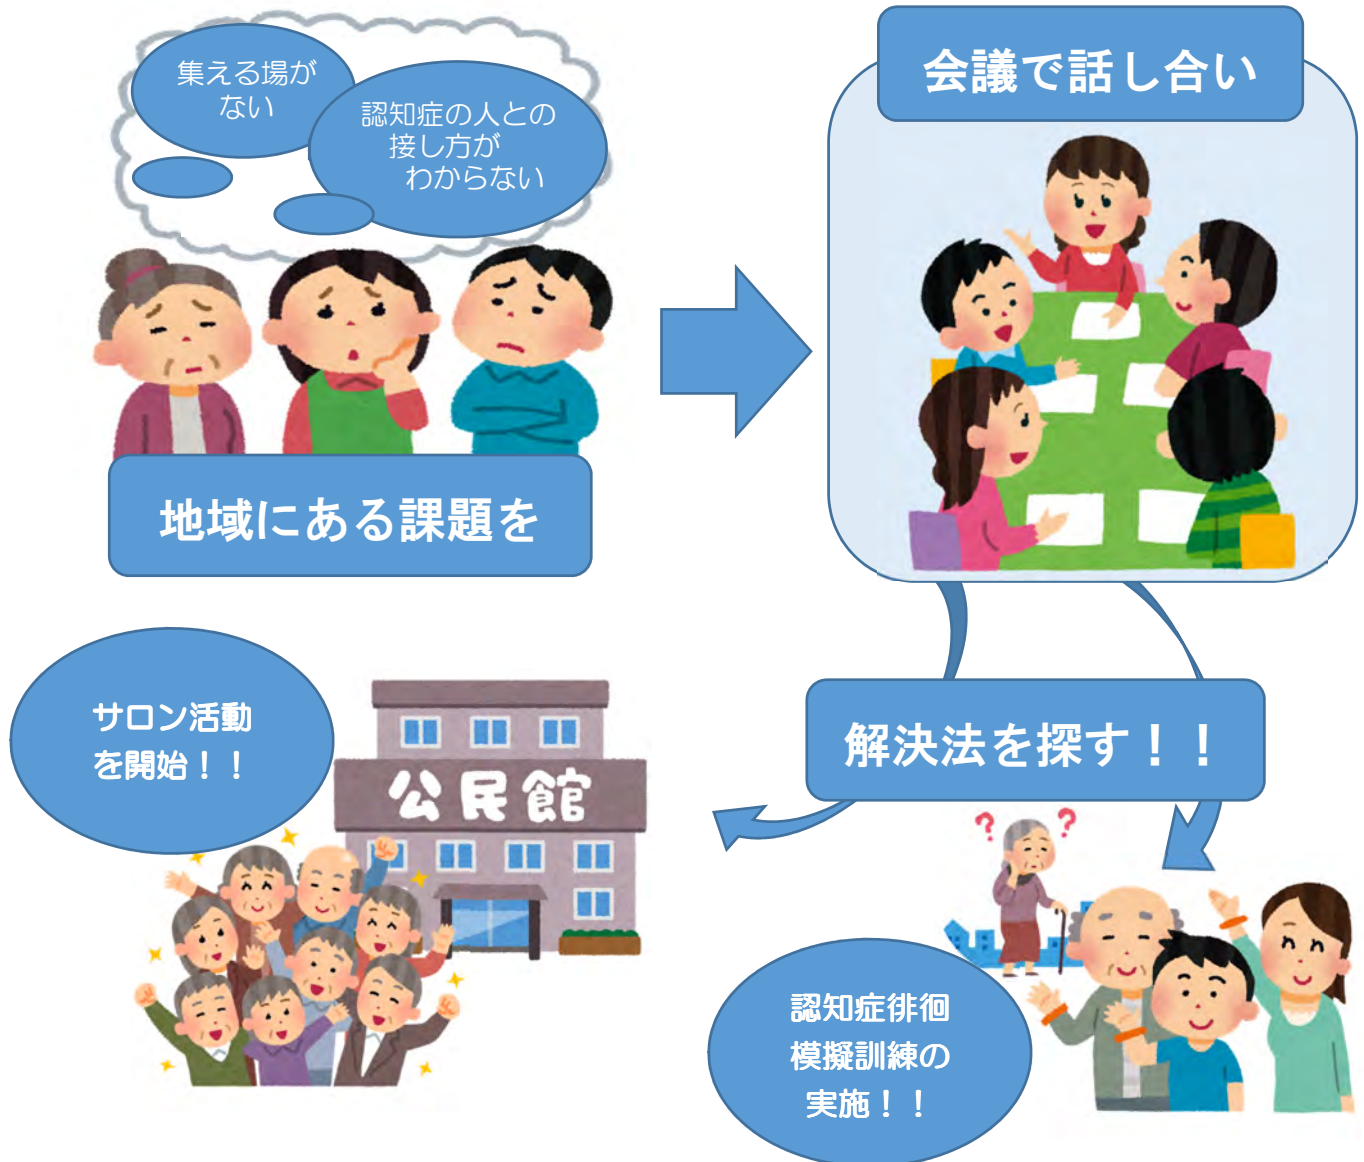 集える場が
ない
認知症の人との
接し方が
わからない
地域にある課題を
会議で話し合い
解決法を探す！！
サロン活動
を開始！！
公民館
認知症徘徊
模擬訓練の
実施！！
？ ？